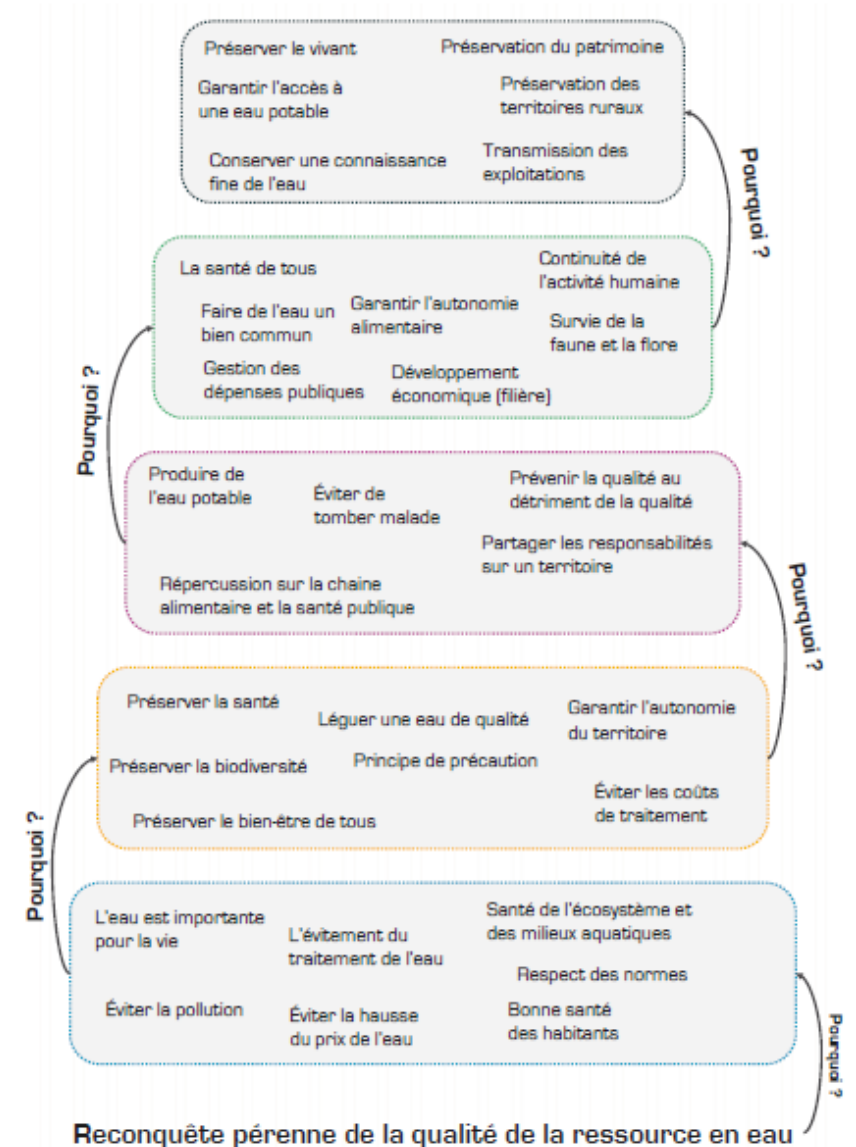 Préserver le vivant
Préservation du patrimoine
Garantir l'accès à
une eau potable
Préservation des
territoires ruraux
Conserver une connaissance
fine de l'eau
Transmission des
exploitations
Pourquoi ?
La santé de tous
Continuité de
l'activité humaine
Faire de l'eau un
bien commun
Garantir l'autonomie
alimentaire
Survie de la
faune et la flore
Gestion des
dépenses publiques
Développement
économique (filière)
Pourquoi ?
Produire de
l'eau potable
Éviter de
tomber malade
Prévenir la qualité au
détriment de la qualité
Partager les responsabilités
sur un territoire
Répercussion sur la chaine
alimentaire et la santé publique
Pourquoi ?
Préserver la santé
Léguer une eau de qualité
Garantir l'autonomie
du territoire
Préserver la biodiversité
Principe de précaution
Éviter les coûts
de traitement
Préserver le bien-être de tous
Pourquoi ?
L'eau est importante
pour la vie
L'évitement du
traitement de l'eau
Santé de l'écosystème et
des milieux aquatiques
Respect des normes
Éviter la pollution
Éviter la hausse
du prix de l'eau
Bonne santé
des habitants
Pourquoi ?
Reconquête pérenne de la qualité de la ressource en eau